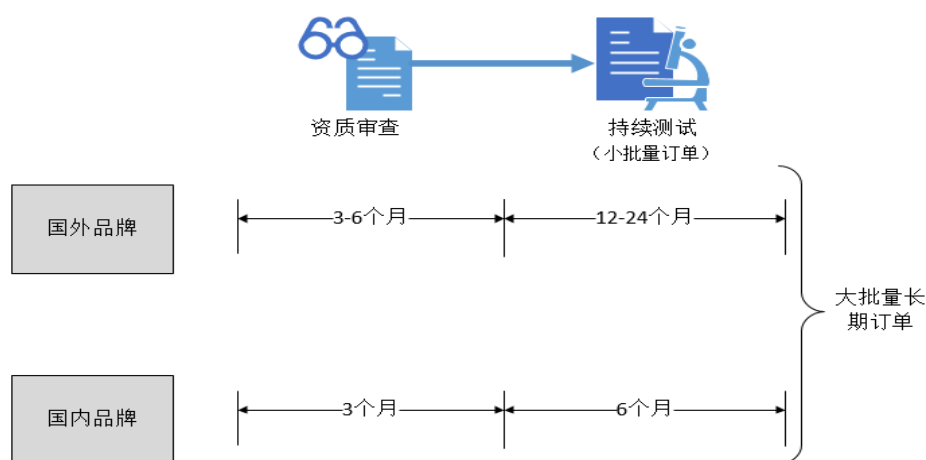 资质审查
持续测试
（小批量订单）
国外品牌
3-6个月
12-24个月
大批量长
期订单
国内品牌
3个月
6个月